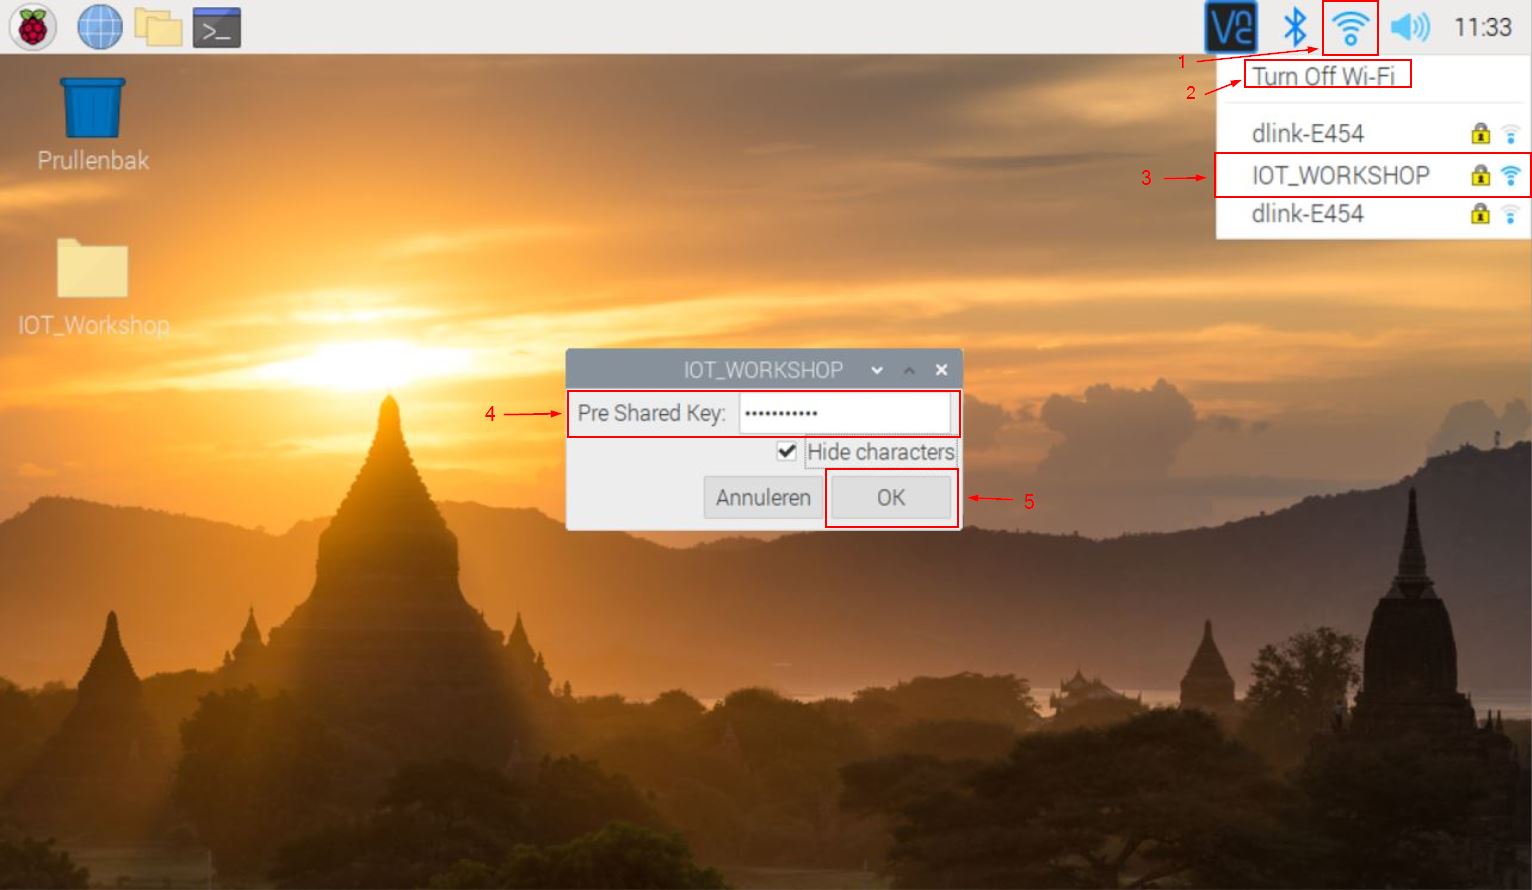 >_
VNC
11:33
1
Turn Off Wi-Fi
2
dlink-E454
IOT_WORKSHOP
3
dlink-E454
Prullenbak
IOT_Workshop
IOT_WORKSHOP
4
Pre Shared Key: •••••••••••
Hide characters
Annuleren OK
5